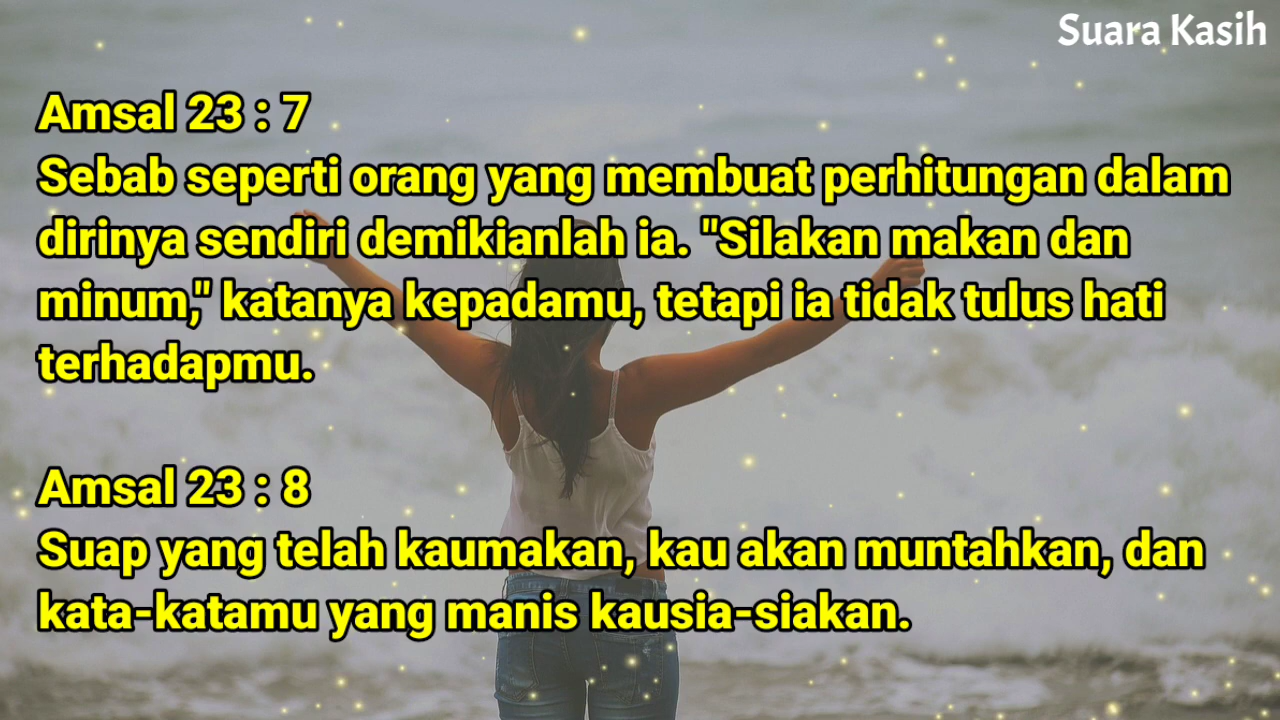 Suara Kasih
Amsal 23 : 7
Sebab seperti orang yang membuat perhitungan dalam
dirinya sendiri demikianlah ia. "Silakan makan dan
minum," katanya kepadamu, tetapi ia tidak tulus hati
terhadapmu.
Amsal 23 : 8
Suap yang telah kaumakan, kau akan muntahkan, dan
kata-katamu yang manis kausia-siakan.